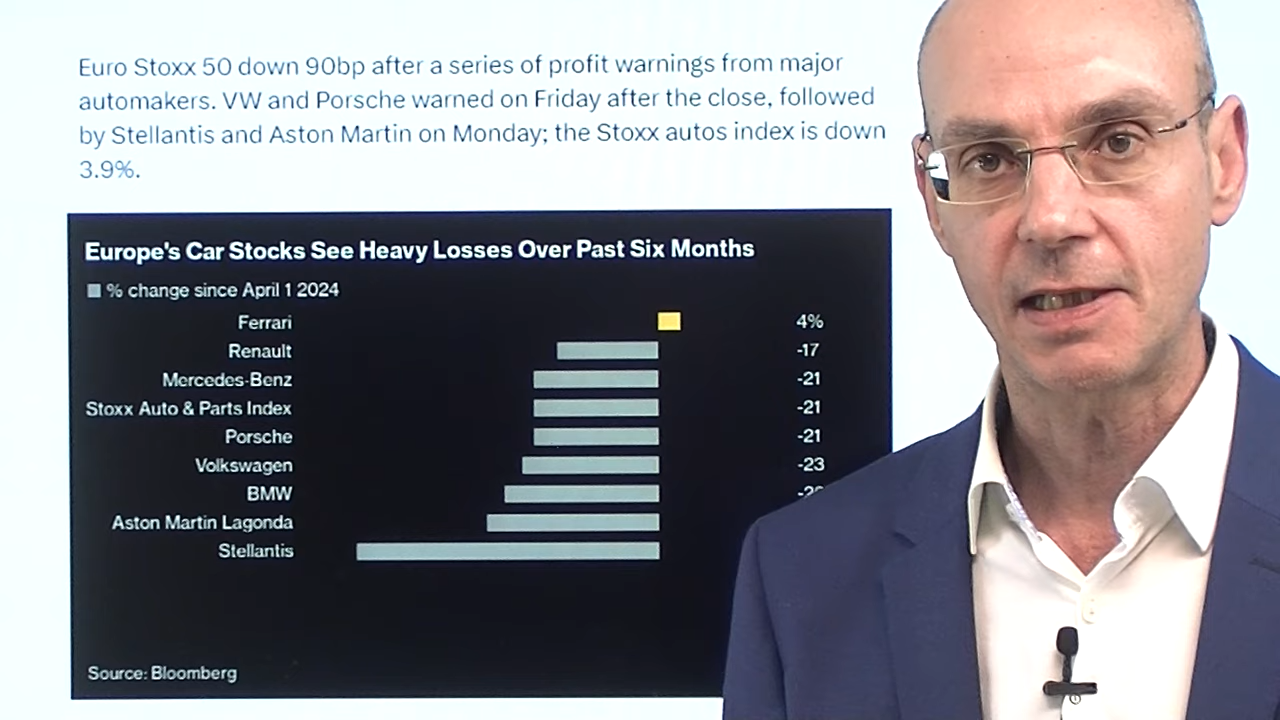 Euro Stoxx 50 down 90bp after a series of profit warnings from major
automakers. VW and Porsche warned on Friday after the close, followed
by Stellantis and Aston Martin on Monday; the Stoxx autos index is down
3.9%.
Europe's Car Stocks See Heavy Losses Over Past Six Months
% change since April 1 2024
Ferrari 4%
Renault -17
Mercedes-Benz -21
Stoxx Auto & Parts Index -21
Porsche -21
Volkswagen -23
BMW
Aston Martin Lagonda
Stellantis
Source: Bloomberg